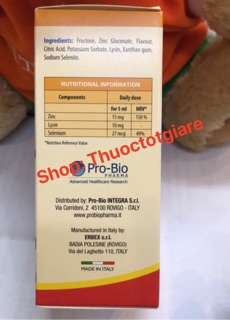 Ingredients: Fructose, Zinc Gluconate, Flavour,
Citric Acid, Potassium Sorbate, Lysin, Xanthan gum,
Sodium Selenite.
NUTRITIONAL INFORMATION
Components Daily dose
for 5 ml NRV*
Zinc 15 mg 150 %
Lysin 10 mg -
Selenium 27 mcg 49%
*Nutrition Reference Value
Shop Thuoctotgiare
Pro-Bio
PHARMA
Advanced Healthcare Research
Distributed by: Pro-Bio INTEGRA S.r.l.
Via Corridoni, 2 45100 ROVIGO - ITALY
www.probiopharma.it
Manufactured in Italy by:
ERBEX s.r.l.
BADIA POLESINE (ROVIGO)
Via del Laghetto 110, ITALY
MADE IN ITALY